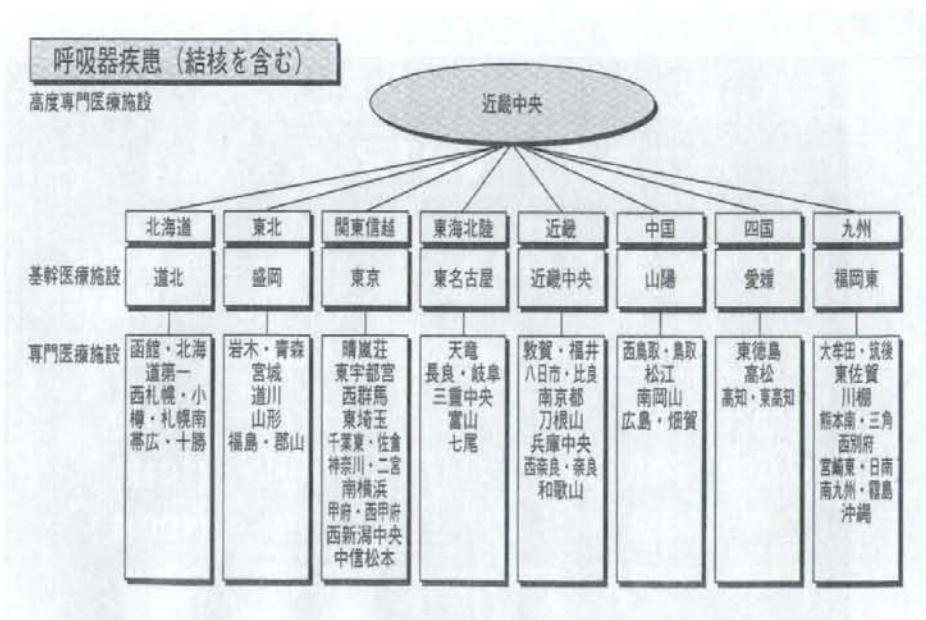 呼吸器疾患（結核を含む）
高度専門医療施設
近畿中央
北海道
東北
関東信越
東海北陸
近畿
中国
四国
九州
基幹医療施設
道北
盛岡
東京
東名古屋
近畿中央
山陽
愛媛
福岡東
専門医療施設
函館・北海
道第一
西札幌・小
樽・札幌南
帯広・十勝
岩木・青森
宮城
道川
山形
福島・郡山
晴嵐荘
東宇都宮
西群馬
東埼玉
千葉東・佐倉
神奈川・二宮
南横浜
甲府・西甲府
西新潟中央
中信松本
天竜
長良・岐阜
三重中央
富山
七尾
敦賀・福井
八日市・比良
南京都
刀根山
兵庫中央
西奈良・奈良
和歌山
西鳥取・鳥取
松江
南岡山
広島・畑賀
東徳島
高松
高知・東高知
大牟田・筑後
東佐賀
川棚
熊本南・三角
西別府
宮崎東・日南
南九州・霧島
沖縄